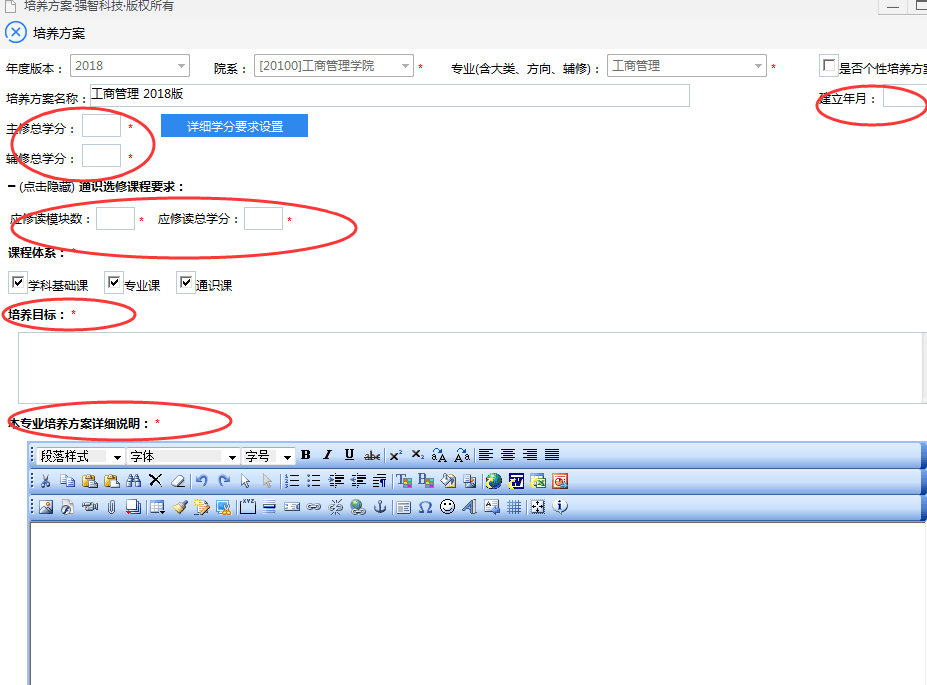 培养方案·强智科技·版权所有
培养方案
年度版本： 2018 院系： [20100]工商管理学院 * 专业(含大类、方向、辅修)： 工商管理 * 是否个性培养方案
培养方案名称： 工商管理 2018版 建立年月：
主修总学分： * 详细学分要求设置
辅修总学分： *
━ (点击隐藏) 通识选修课程要求：
应修读模块数： * 应修读总学分： *
课程体系： *
学科基础课 专业课 通识课
培养目标： *
本专业培养方案详细说明： *
段落样式 字体 字号 B I U abc x² x₂